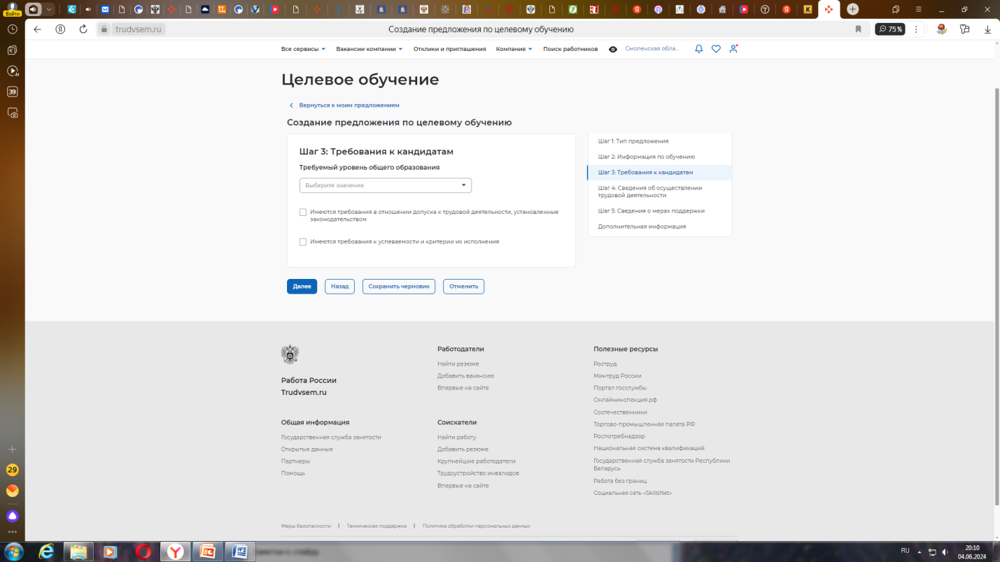 Войти
trudvsem.ru
Создание предложения по целевому обучению
75%
Все сервисы
Вакансии компании
Отклики и приглашения
Компания
Поиск работников
Смоленская обла...
39
Целевое обучение
Вернуться к моим предложениям
Создание предложения по целевому обучению
Шаг 3: Требования к кандидатам
Требуемый уровень общего образования
Выберите значение
Имеются требования в отношении допуска к трудовой деятельности, установленные
законодательством
Имеются требования к успеваемости и критерии их исполнения
Далее
Назад
Сохранить черновик
Отменить
Шаг 1: Тип предложения
Шаг 2: Информация по обучению
Шаг 3: Требования к кандидатам
Шаг 4: Сведения об осуществлении
трудовой деятельности
Шаг 5: Сведения о мерах поддержки
Дополнительная информация
Работа России
Trudvsem.ru
Работодатели
Найти резюме
Добавить вакансию
Впервые на сайте
Полезные ресурсы
Роструд
Минтруд России
Портал госслужбы
Онлайнинспекция.рф
Соотечественники
Торгово-промышленная палата РФ
Роспотребнадзор
Национальная система квалификаций
Государственная служба занятости Республики
Беларусь
Работа без границ
Социальная сеть «SkillsNet»
Общая информация
Государственная служба занятости
Открытые данные
Партнеры
Помощь
Соискатели
Найти работу
Добавить резюме
Крупнейшие работодатели
Трудоустройство инвалидов
Впервые на сайте
29
Меры безопасности
Техническая поддержка
Политика обработки персональных данных
RU
20:10
04.06.2024